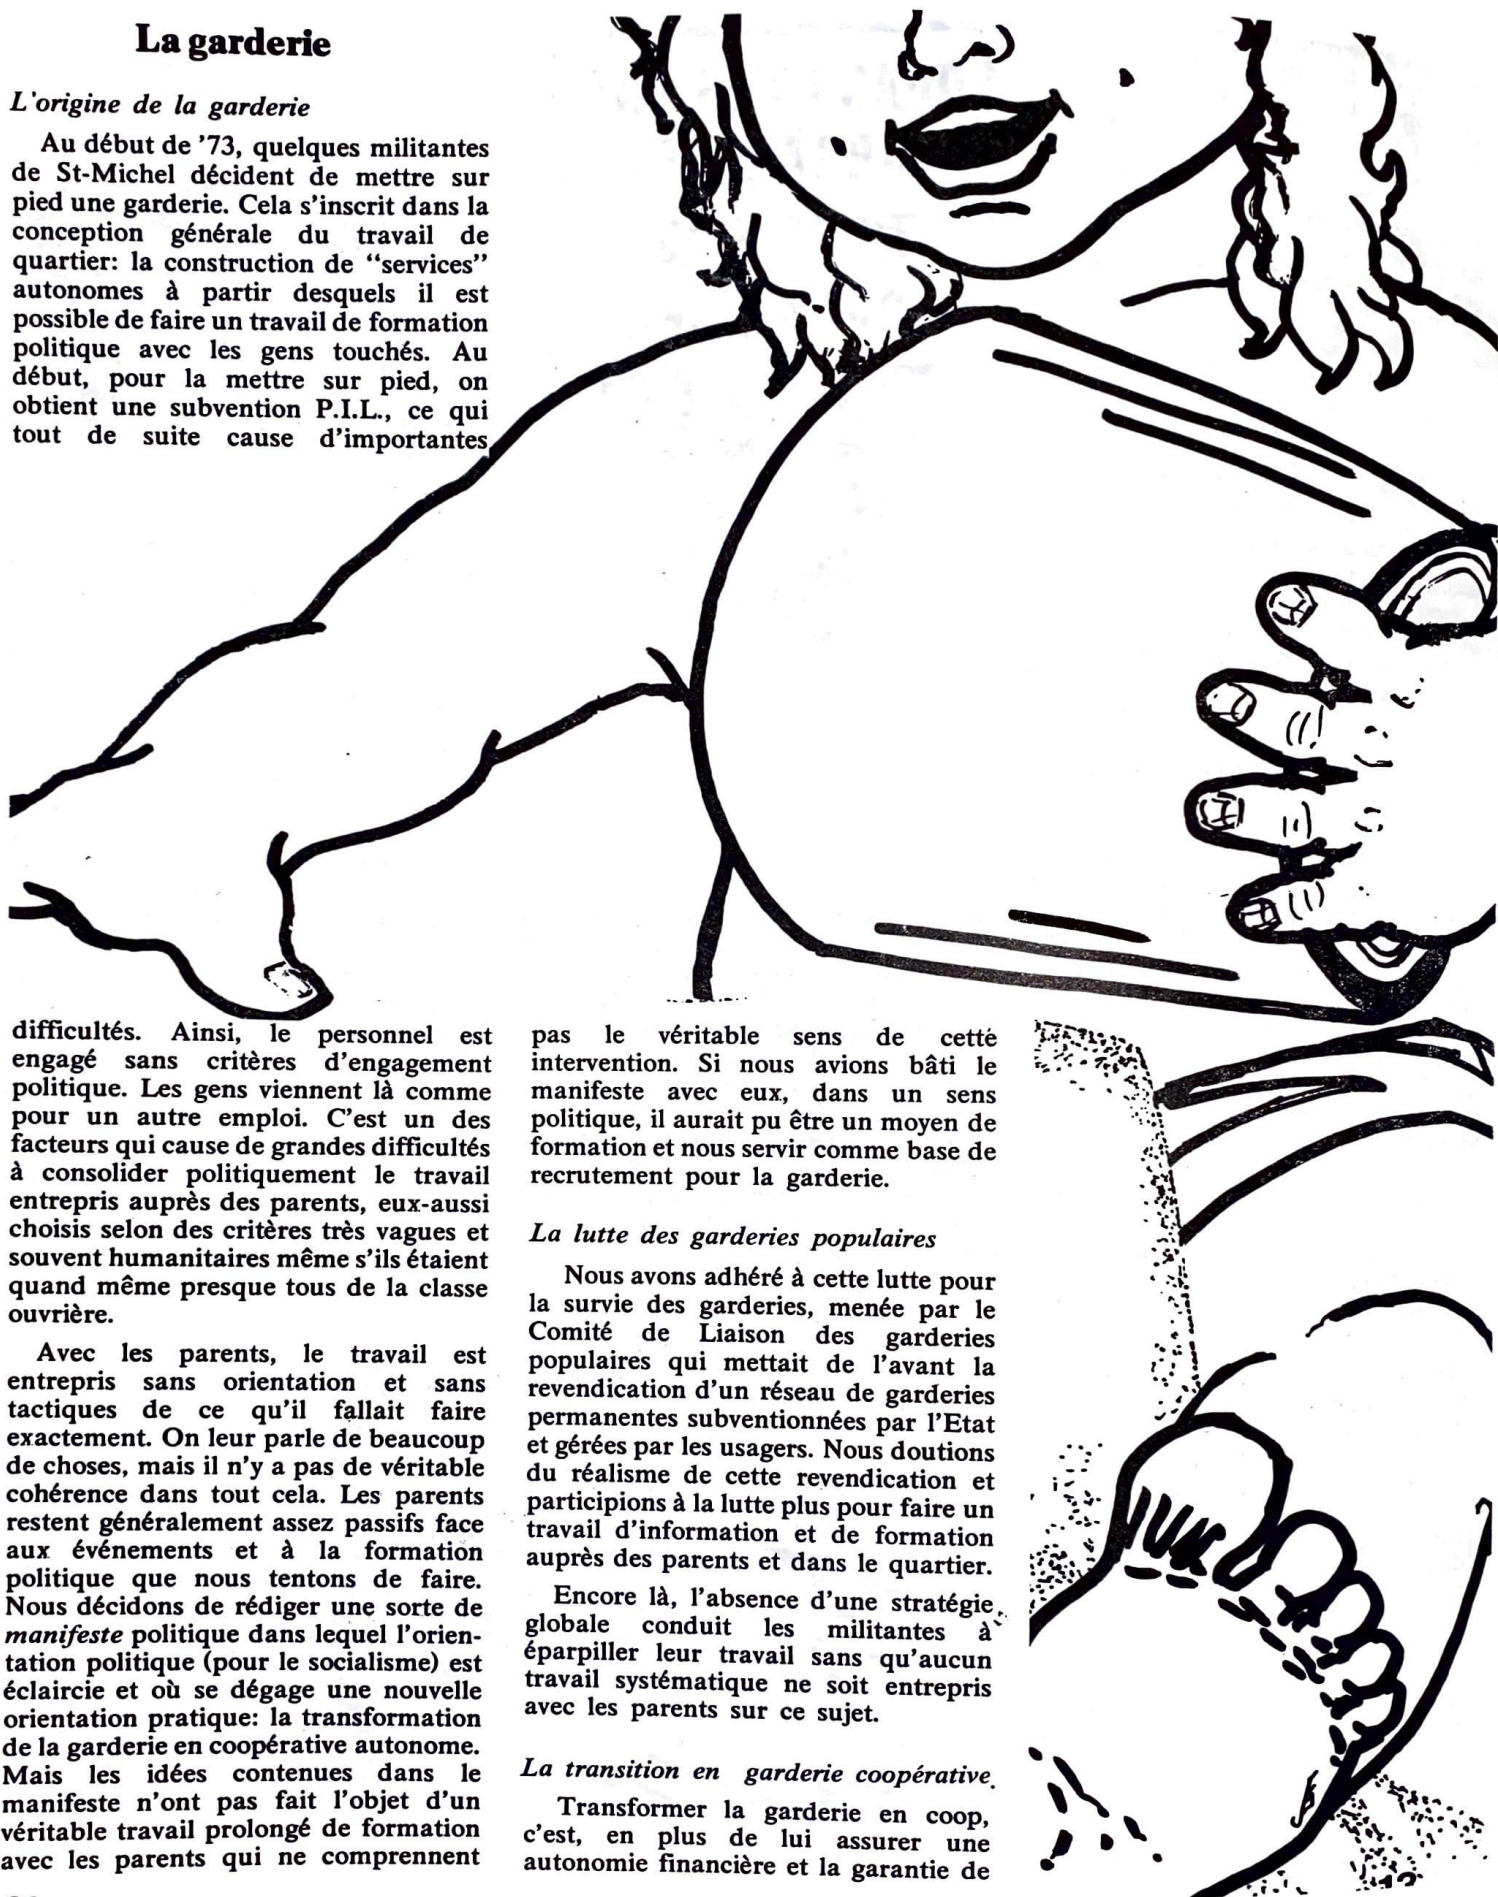 La garderie
L'origine de la garderie
Au début de '73, quelques militantes
de St-Michel décident de mettre sur
pied une garderie. Cela s'inscrit dans la
conception générale du travail de
quartier: la construction de “services”
autonomes à partir desquels il est
possible de faire un travail de formation
politique avec les gens touchés. Au
début, pour la mettre sur pied, on
obtient une subvention P.I.L., ce qui
tout de suite cause d'importantes
difficultés. Ainsi, le personnel est
engagé sans critères d'engagement
politique. Les gens viennent là comme
pour un autre emploi. C'est un des
facteurs qui cause de grandes difficultés
à consolider politiquement le travail
entrepris auprès des parents, eux-aussi
choisis selon des critères très vagues et
souvent humanitaires même s'ils étaient
quand même presque tous de la classe
ouvrière.
Avec les parents, le travail est
entrepris sans orientation et sans
tactiques de ce qu'il fallait faire
exactement. On leur parle de beaucoup
de choses, mais il n'y a pas de véritable
cohérence dans tout cela. Les parents
restent généralement assez passifs face
aux événements et à la formation
politique que nous tentons de faire.
Nous décidons de rédiger une sorte de
manifeste politique dans lequel l'orien-
tation politique (pour le socialisme) est
éclaircie et où se dégage une nouvelle
orientation pratique: la transformation
de la garderie en coopérative autonome.
Mais les idées contenues dans le
manifeste n'ont pas fait l'objet d'un
véritable travail prolongé de formation
avec les parents qui ne comprennent
pas le véritable sens de cette
intervention. Si nous avions bâti le
manifeste avec eux, dans un sens
politique, il aurait pu être un moyen de
formation et nous servir comme base de
recrutement pour la garderie.
La lutte des garderies populaires
Nous avons adhéré à cette lutte pour
la survie des garderies, menée par le
Comité de Liaison des garderies
populaires qui mettait de l'avant la
revendication d'un réseau de garderies
permanentes subventionnées par l'Etat
et gérées par les usagers. Nous doutions
du réalisme de cette revendication et
participions à la lutte plus pour faire un
travail d'information et de formation
auprès des parents et dans le quartier.
Encore là, l'absence d'une stratégie
globale conduit les militantes à
éparpiller leur travail sans qu'aucun
travail systématique ne soit entrepris
avec les parents sur ce sujet.
La transition en garderie coopérative.
Transformer la garderie en coop,
c'est, en plus de lui assurer une
autonomie financière et la garantie de